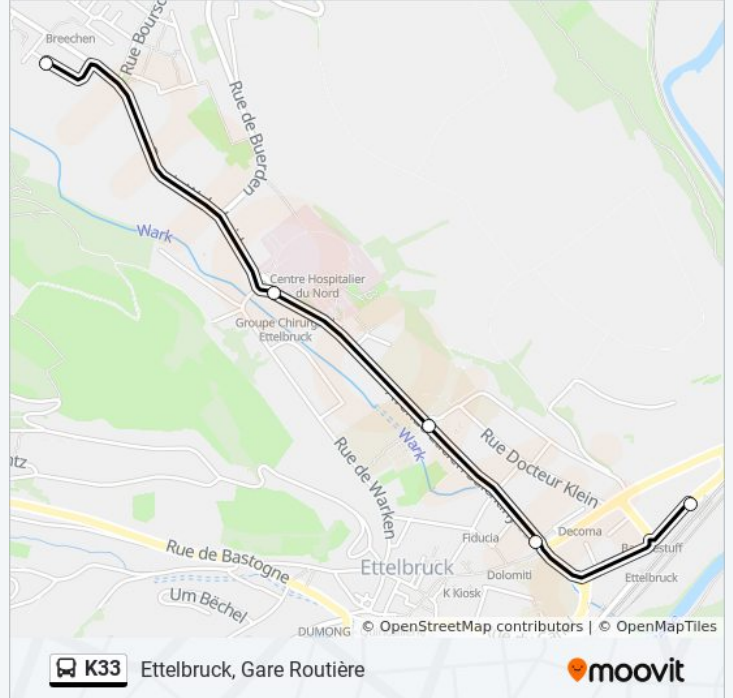 Breechen
Rue Bourschei
Rue de Buerden
Wark
Centre Hospitalier
du Nord
Groupe Chirurg
Ettelbruck
Wark
Rue Docteur Klein
Rue de Warken
ntz
Decoma
Fiducia
Rue de Bastogne
Ettelbruck
Dolomiti
Ettelbruck
K Kiosk
Um Bëchel
DUMONG
© OpenStreetMap contributors | © OpenMapTiles
K33 Ettelbruck, Gare Routière
moovit